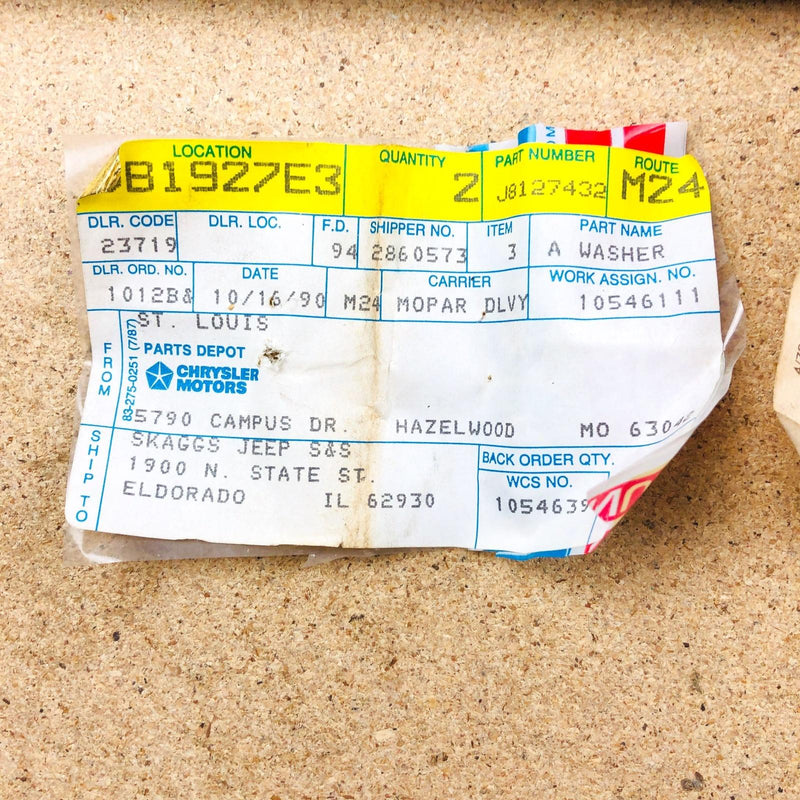 LOCATION QUANTITY PART NUMBER ROUTE
B1927E3 2 J8127432 M24
DLR. CODE DLR. LOC. F.D. SHIPPER NO. ITEM PART NAME
23719 94 2860573 3 A WASHER
DLR. ORD. NO. DATE CARRIER WORK ASSIGN. NO.
1012B& 10/16/90 M24 MOPAR DLVY 10546111
ST. LOUIS
FROM
83-275-0251 (7/87)
PARTS DEPOT
CHRYSLER
MOTORS
5790 CAMPUS DR. HAZELWOOD MO 63042
SHIP TO
SKAGGS JEEP S&S
1900 N. STATE ST.
ELDORADO IL 62930
BACK ORDER QTY.
WCS NO.
1054639